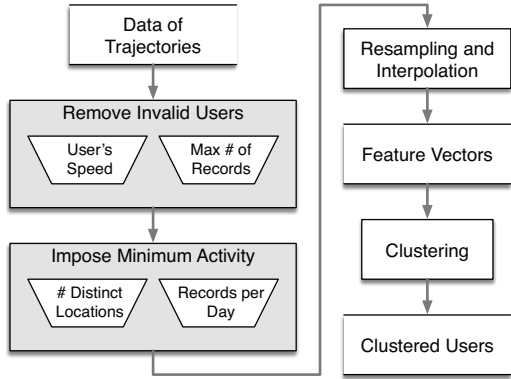 Data of
Trajectories
Remove Invalid Users
User's
Speed
Max # of
Records
Impose Minimum Activity
# Distinct
Locations
Records per
Day
Resampling and
Interpolation
Feature Vectors
Clustering
Clustered Users